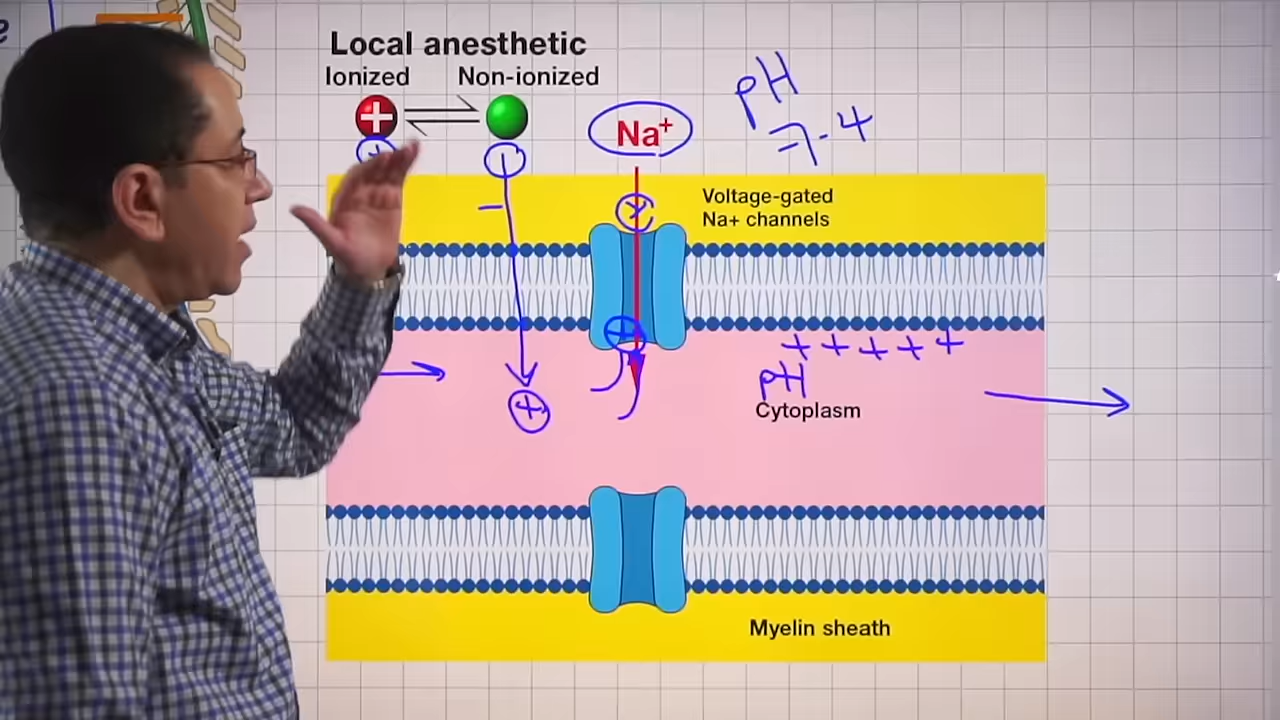 e
Local anesthetic
Ionized Non-ionized
+
+
Na+
pH
7.4
Voltage-gated
Na+ channels
+
+ + + + +
pH
+
Cytoplasm
Myelin sheath